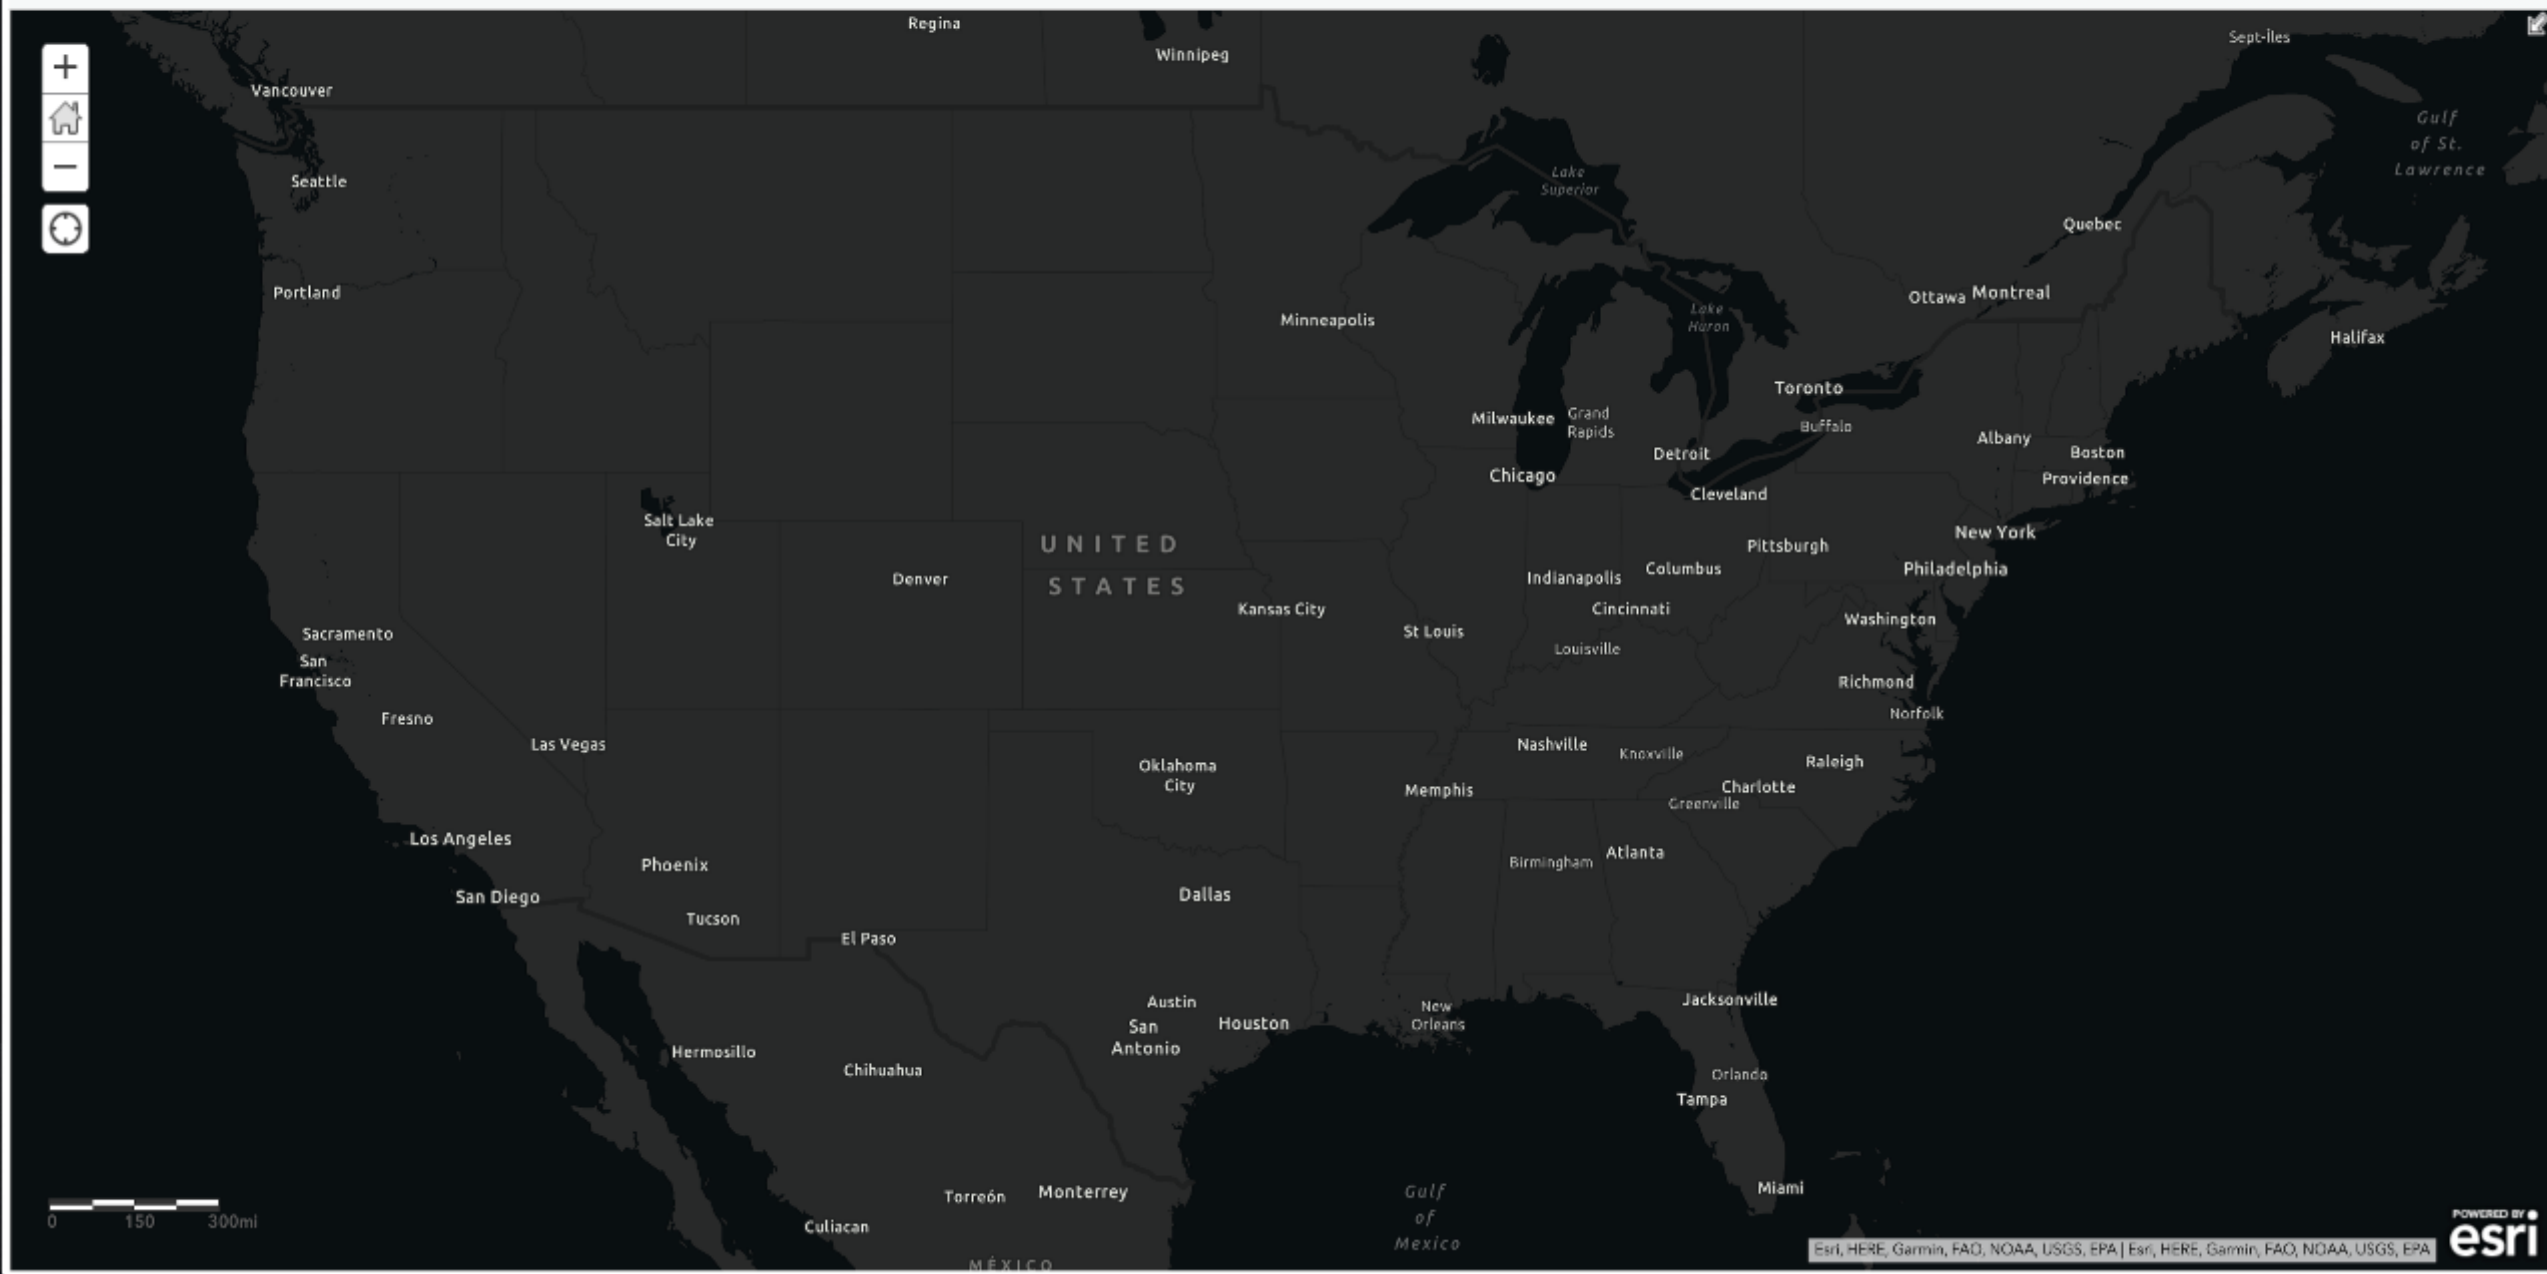 Regina
Winnipeg
Sept-Îles
+
Vancouver
Gulf
of St.
Lawrence
−
Lake
Superior
Seattle
Quebec
Portland
Ottawa
Montreal
Minneapolis
Lake
Huron
Halifax
Toronto
Milwaukee
Grand
Rapids
Buffalo
Albany
Detroit
Boston
Chicago
Providence
Cleveland
Salt Lake
City
New York
UNITED
STATES
Pittsburgh
Denver
Indianapolis
Columbus
Philadelphia
Kansas City
Cincinnati
Washington
St Louis
Sacramento
Louisville
San
Francisco
Richmond
Norfolk
Fresno
Las Vegas
Nashville
Knoxville
Raleigh
Oklahoma
City
Memphis
Charlotte
Greenville
Los Angeles
Phoenix
Birmingham
Atlanta
San Diego
Dallas
Tucson
El Paso
Austin
New
Orleans
Jacksonville
San
Antonio
Houston
Hermosillo
Chihuahua
Orlando
Tampa
Torreón
Monterrey
Gulf
of
Mexico
Miami
0 150 300mi
Culiacan
MÉXICO
POWERED BY
esri
Esri, HERE, Garmin, FAO, NOAA, USGS, EPA | Esri, HERE, Garmin, FAO, NOAA, USGS, EPA